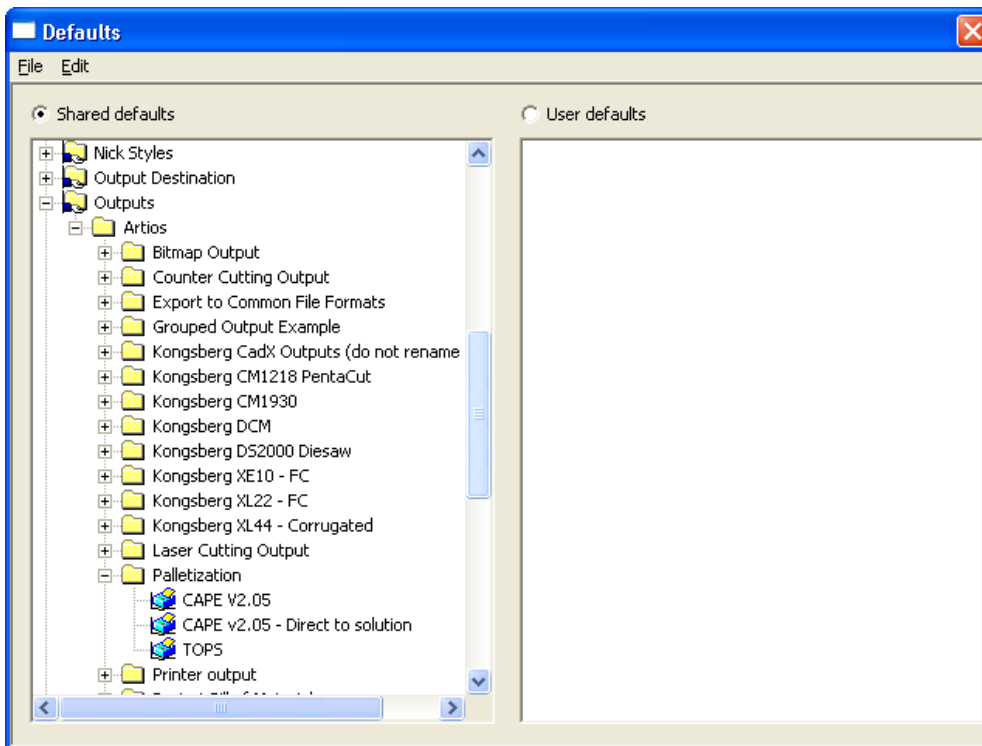 Defaults
File Edit
Shared defaults
User defaults
Nick Styles
Output Destination
Outputs
Artios
Bitmap Output
Counter Cutting Output
Export to Common File Formats
Grouped Output Example
Kongsberg CadX Outputs (do not rename
Kongsberg CM1218 PentaCut
Kongsberg CM1930
Kongsberg DCM
Kongsberg DS2000 Diesaw
Kongsberg XE10 - FC
Kongsberg XL22 - FC
Kongsberg XL44 - Corrugated
Laser Cutting Output
Palletization
CAPE V2.05
CAPE v2.05 - Direct to solution
TOPS
Printer output